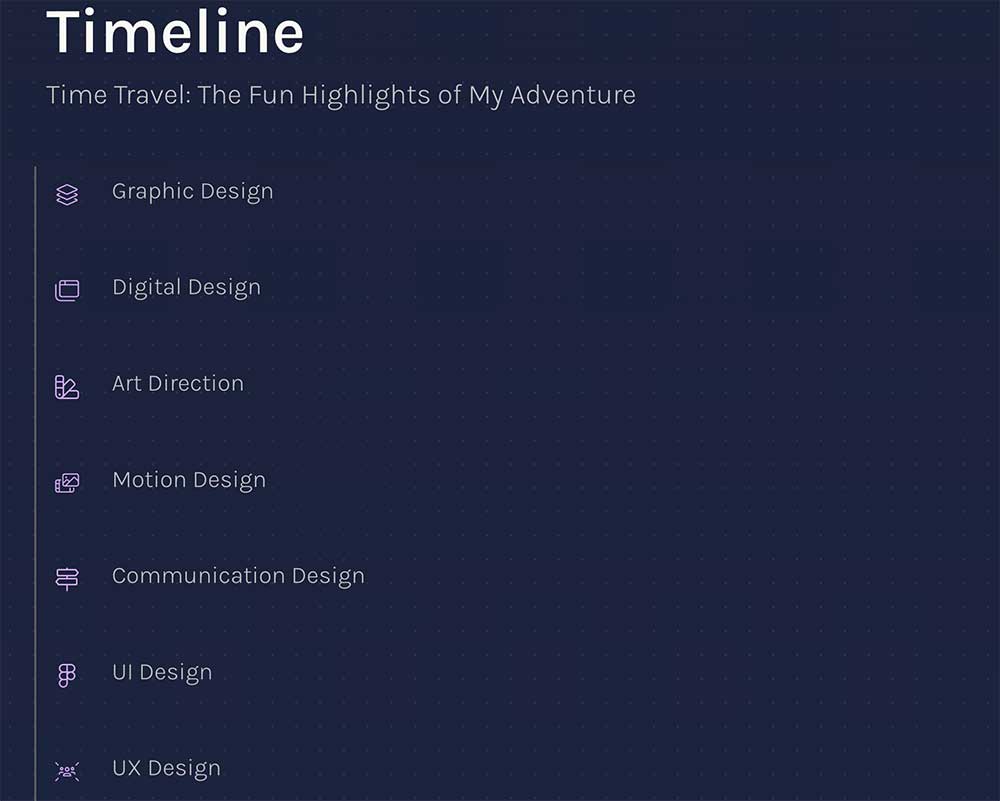 Timeline
Time Travel: The Fun Highlights of My Adventure
Graphic Design
Digital Design
Art Direction
Motion Design
Communication Design
UI Design
UX Design